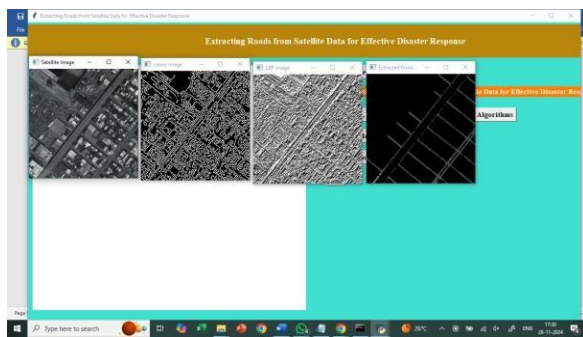 Extracting Roads From Satellite Data for Effective Disaster Response
Extracting Roads from Satellite Data for Effective Disaster Response
File
Satellite Image
canny Image
LBP Image
Extracted Road...
Data for Effective Disaster Resp
Algorithms
Page
Type here to search
26°C
ENG
17:30
28-11-2024